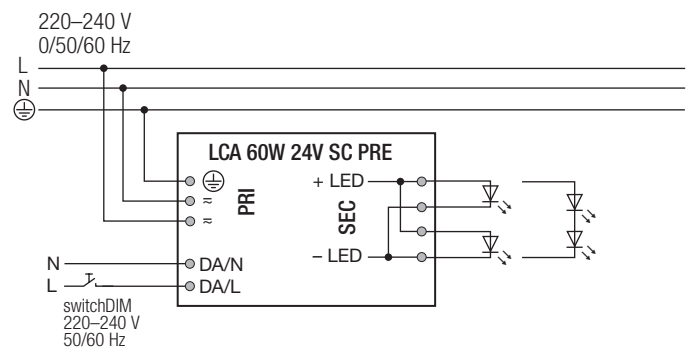 220–240 V
0/50/60 Hz
L
N
LCA 60W 24V SC PRE
PRI
≂
≂
+ LED
SEC
– LED
N
DA/N
L
DA/L
switchDIM
220–240 V
50/60 Hz